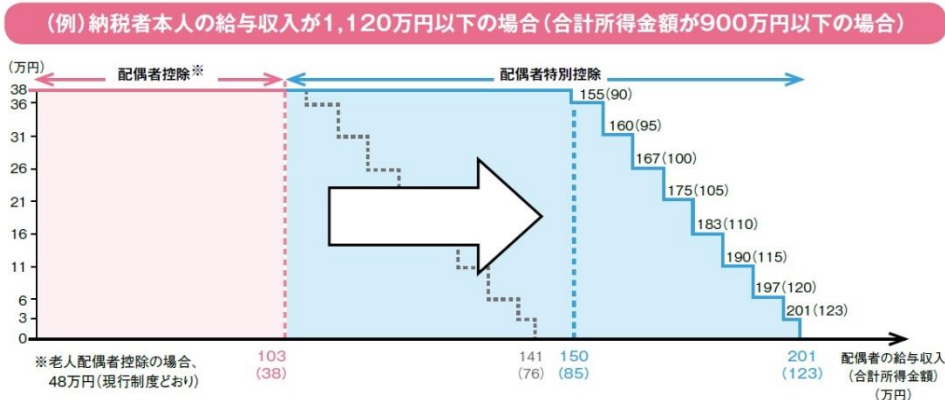 (例)納税者本人の給与収入が1,120万円以下の場合(合計所得金額が900万円以下の場合)
(万円)
配偶者控除※
配偶者特別控除
38
36
31
26
21
16
11
6
3
0
155(90)
160(95)
167(100)
175(105)
183(110)
190(115)
197(120)
201(123)
※老人配偶者控除の場合、
48万円(現行制度どおり)
103
(38)
141
(76)
150
(85)
201
(123)
配偶者の給与収入
(合計所得金額)
(万円)